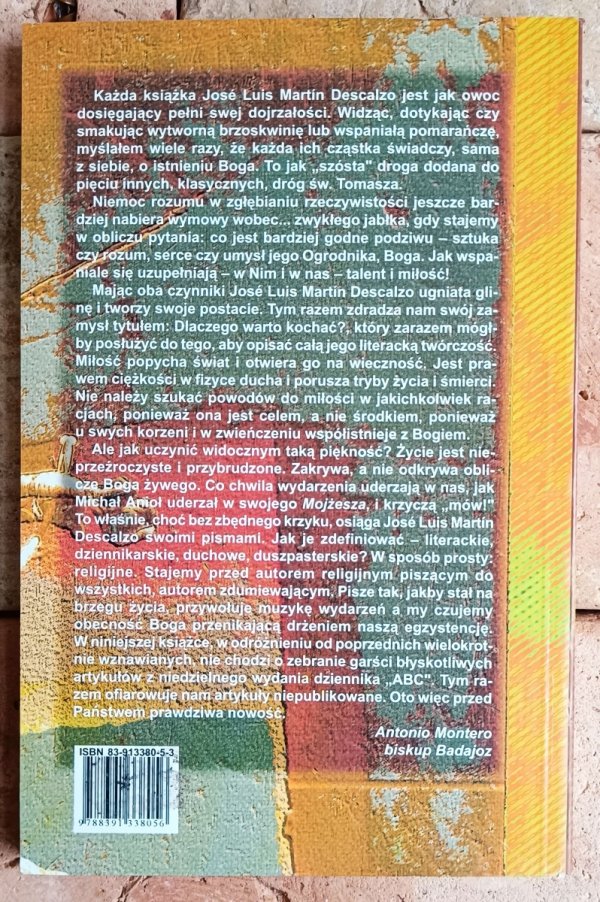 Każda książka José Luis Martín Descalzo jest jak owoc
dosięgający pełni swej dojrzałości. Widząc, dotykając czy
smakując wytworną brzoskwinię lub wspaniałą pomarańczę,
myślałem wiele razy, że każda ich cząstka świadczy, sama
z siebie, o istnieniu Boga. To jak „szósta" droga dodana do
pięciu innych, klasycznych, dróg św. Tomasza.
Niemoc rozumu w zgłębianiu rzeczywistości jeszcze bar-
dziej nabiera wymowy wobec... zwykłego jabłka, gdy stajemy
w obliczu pytania: co jest bardziej godne podziwu – sztuka
czy rozum, serce czy umysł jego Ogrodnika, Boga. Jak wspa-
niale się uzupełniają – w Nim i w nas – talent i miłość!
Mając oba czynniki José Luis Martín Descalzo ugniata gli-
nę i tworzy swoje postacie. Tym razem zdradza nam swój za-
mysł tytułem: Dlaczego warto kochać?, który zarazem mógł-
by posłużyć do tego, aby opisać całą jego literacką twórczość.
Miłość popycha świat i otwiera go na wieczność. Jest pra-
wem ciężkości w fizyce ducha i porusza tryby życia i śmierci.
Nie należy szukać powodów do miłości w jakichkolwiek ra-
cjach, ponieważ ona jest celem, a nie środkiem, ponieważ
u swych korzeni i w zwieńczeniu współistnieje z Bogiem.
Ale jak uczynić widocznym taką piękność? Życie jest nie-
przeźroczyste i przybrudzone. Zakrywa, a nie odkrywa obli-
cze Boga żywego. Co chwila wydarzenia uderzają w nas, jak
Michał Anioł uderzał w swojego Mojżesza, i krzyczą „mów!"
To właśnie, choć bez zbędnego krzyku, osiąga José Luis Martín
Descalzo swoimi pismami. Jak je zdefiniować – literackie,
dziennikarskie, duchowe, duszpasterskie? W sposób prosty:
religijne. Stajemy przed autorem religijnym piszącym do
wszystkich, autorem zdumiewającym. Pisze tak, jakby stał na
brzegu życia, przywołuje muzykę wydarzeń a my czujemy
obecność Boga przenikającą drżeniem naszą egzystencję.
W niniejszej książce, w odróżnieniu od poprzednich wielokrot-
nie wznawianych, nie chodzi o zebranie garści błyskotliwych
artykułów z niedzielnego wydania dziennika „ABC". Tym ra-
zem ofiarowuję nam artykuły niepublikowane. Oto więc przed
Państwem prawdziwa nowość.
Antonio Montero
biskup Badajoz
ISBN 83-913380-5-3
9 788391 338056